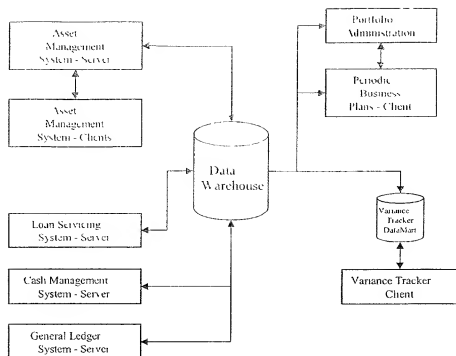 Asset
Management
System - Server
Asset
Management
System - Clients
Loan Servicing
System - Server
Cash Management
System - Server
General Ledger
System - Server
Data
Warehouse
Portfolio
Administration
Periodic
Business
Plans - Client
Variance
Tracker
DataMart
Variance Tracker
Client